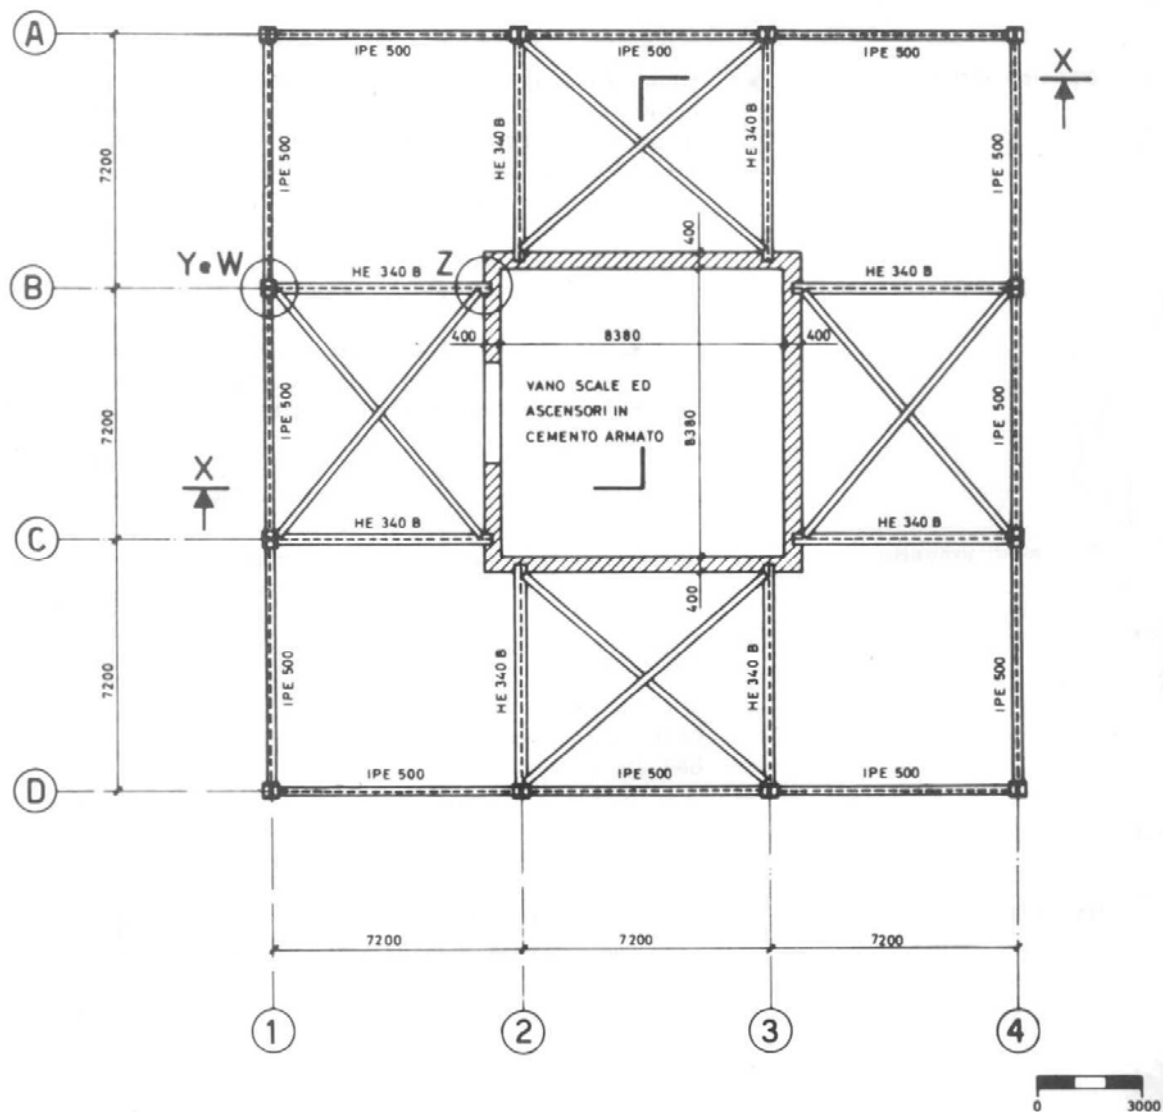 A
IPE 500
IPE 500
IPE 500
X
IPE 500
HE 340 B
HE 340 B
IPE 500
7200
400
Y e W
HE 340 B
Z
HE 340 B
B
400
8380
400
IPE 500
VANO SCALE ED
ASCENSORI IN
CEMENTO ARMATO
8380
IPE 500
7200
X
HE 340 B
HE 340 B
C
400
IPE 500
HE 340 B
HE 340 B
IPE 500
7200
IPE 500
IPE 500
IPE 500
D
7200
7200
7200
1
2
3
4
0
3000